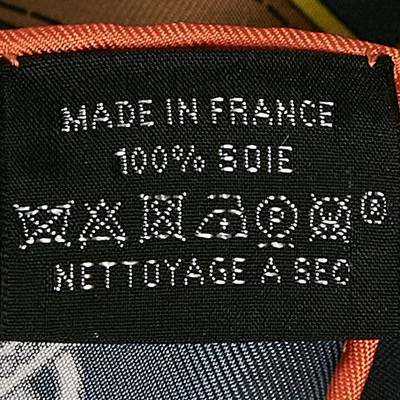 MADE IN FRANCE
100% SOIE
P W ®
NETTOYAGE A SEC